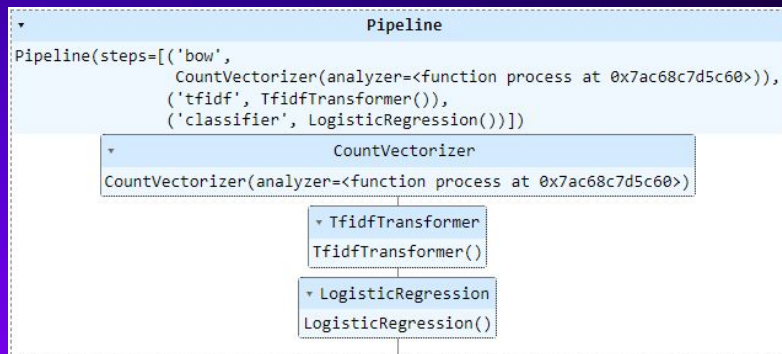 Pipeline
Pipeline(steps=[('bow',
CountVectorizer(analyzer=<function process at 0x7ac68c7d5c60>)),
('tfidf', TfidfTransformer()),
('classifier', LogisticRegression())])
CountVectorizer
CountVectorizer(analyzer=<function process at 0x7ac68c7d5c60>)
TfidfTransformer
TfidfTransformer()
LogisticRegression
LogisticRegression()